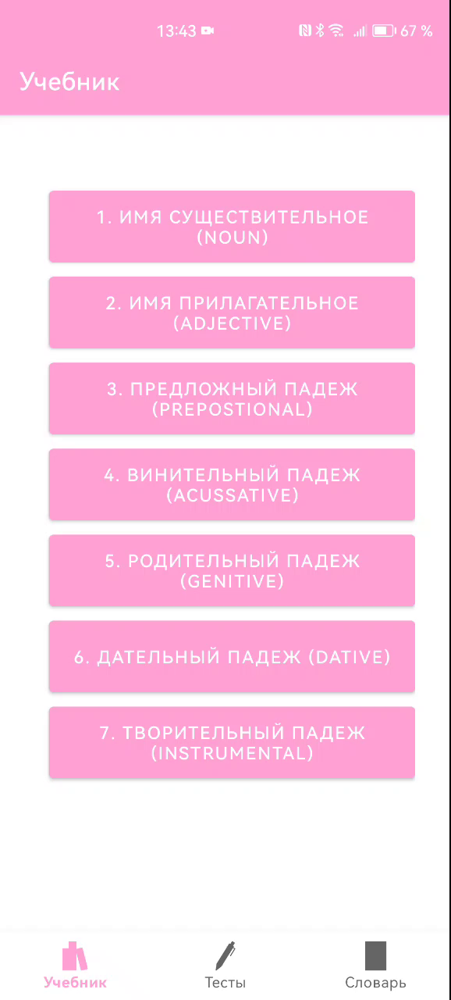 13:43 67 %
Учебник
1. ИМЯ СУЩЕСТВИТЕЛЬНОЕ
(NOUN)
2. ИМЯ ПРИЛАГАТЕЛЬНОЕ
(ADJECTIVE)
3. ПРЕДЛОЖНЫЙ ПАДЕЖ
(PREPOSTIONAL)
4. ВИНИТЕЛЬНЫЙ ПАДЕЖ
(ACUSSATIVE)
5. РОДИТЕЛЬНЫЙ ПАДЕЖ
(GENITIVE)
6. ДАТЕЛЬНЫЙ ПАДЕЖ (DATIVE)
7. ТВОРИТЕЛЬНЫЙ ПАДЕЖ
(INSTRUMENTAL)
Учебник Тесты Словарь